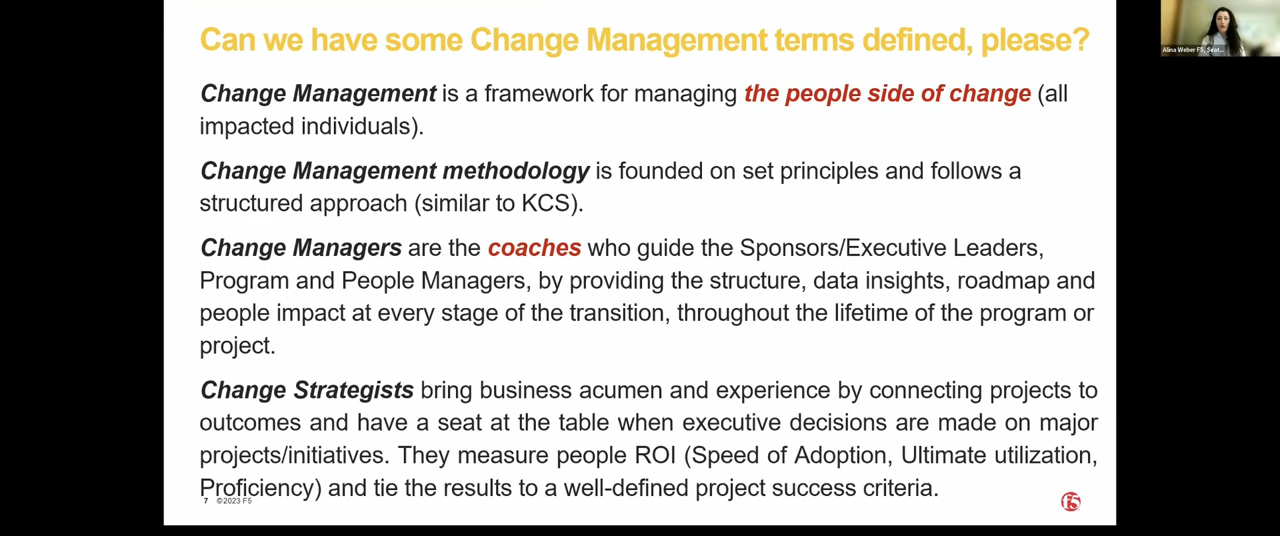 Can we have some Change Management terms defined, please?
Change Management is a framework for managing the people side of change (all
impacted individuals).
Change Management methodology is founded on set principles and follows a
structured approach (similar to KCS).
Change Managers are the coaches who guide the Sponsors/Executive Leaders,
Program and People Managers, by providing the structure, data insights, roadmap and
people impact at every stage of the transition, throughout the lifetime of the program or
project.
Change Strategists bring business acumen and experience by connecting projects to
outcomes and have a seat at the table when executive decisions are made on major
projects/initiatives. They measure people ROI (Speed of Adoption, Ultimate utilization,
Proficiency) and tie the results to a well-defined project success criteria.
7 ©2023 F5
f5
Alina Weber F5, Seat...